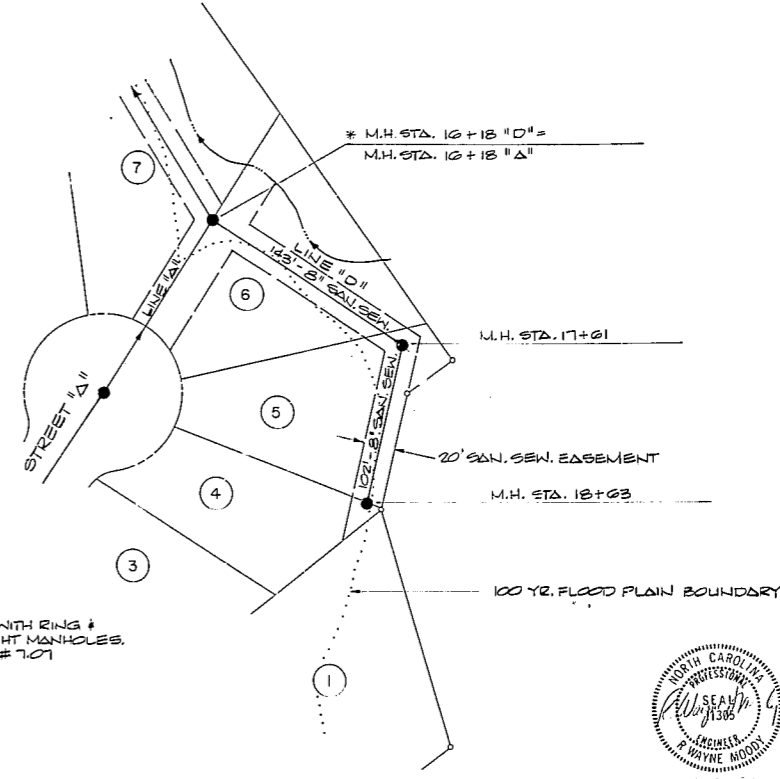 * M.H. STA. 16+18 "D" =
M.H. STA. 16+18 "A"
7
LINE "A"
LINE "D"
143'-8" SAN. SEW.
6
M.H. STA. 17+61
STREET "A"
5
102'-8" SAN. SEW.
20' SAN. SEW. EASEMENT
4
M.H. STA. 18+63
3
100 YR. FLOOD PLAIN BOUNDARY
WITH RING &
HT MANHOLES.
# 7.07
1
NORTH CAROLINA
PROFESSIONAL
SEAL
11305
ENGINEER
R WAYNE MOODY